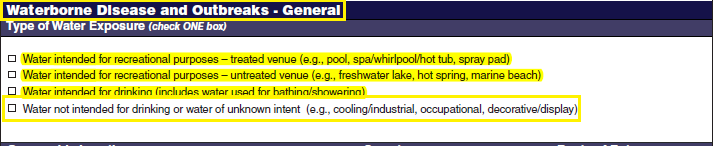 Waterborne Disease and Outbreaks - General
Type of Water Exposure (check ONE box)
Water intended for recreational purposes – treated venue (e.g., pool, spa/whirlpool/hot tub, spray pad)
Water intended for recreational purposes – untreated venue (e.g., freshwater lake, hot spring, marine beach)
Water intended for drinking (includes water used for bathing/showering)
Water not intended for drinking or water of unknown intent (e.g., cooling/industrial, occupational, decorative/display)